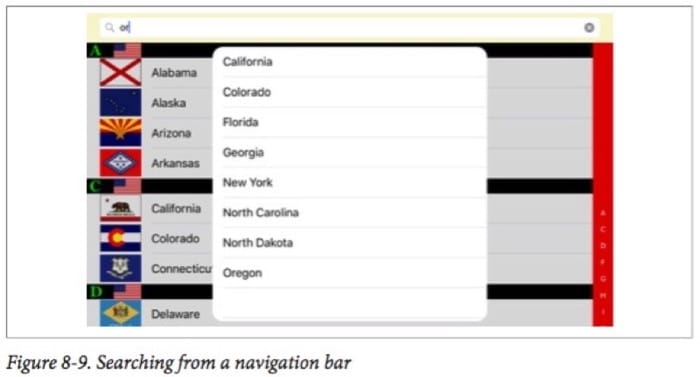 or
A
Alabama
Alaska
Arizona
Arkansas
C
California
Colorado
Connecticu
D
Delaware
California
Colorado
Florida
Georgia
New York
North Carolina
North Dakota
Oregon
A
C
D
F
G
H
I
Figure 8-9. Searching from a navigation bar